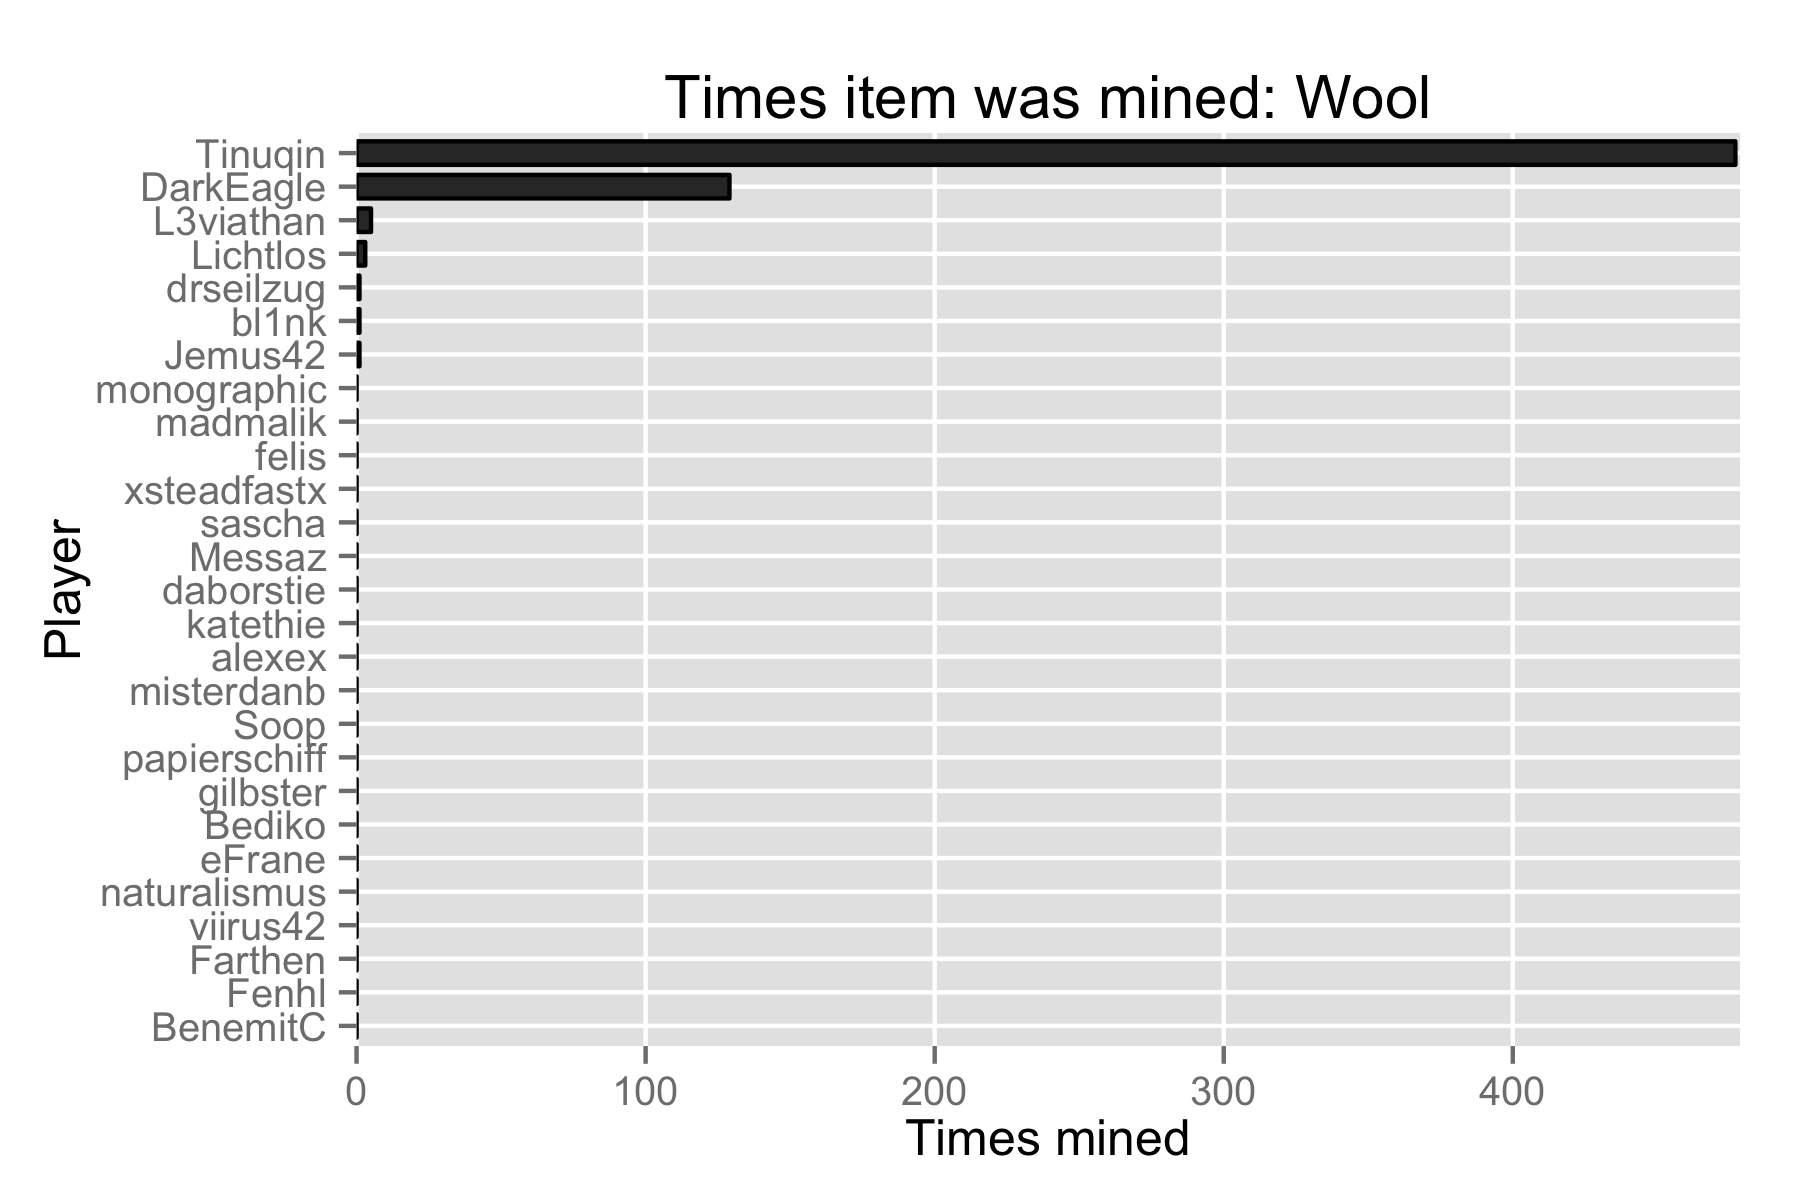 Times item was mined: Wool
Tinuqin
DarkEagle
L3viathan
Lichtlos
drseilzug
bl1nk
Jemus42
monographic
madmalik
felis
xsteadfastx
sascha
Messaz
daborstie
katethie
alexex
misterdanb
Soop
papierschiff
gilbster
Bediko
eFrane
naturalismus
viirus42
Farthen
Fenhl
BenemitC
Player
0 100 200 300 400
Times mined